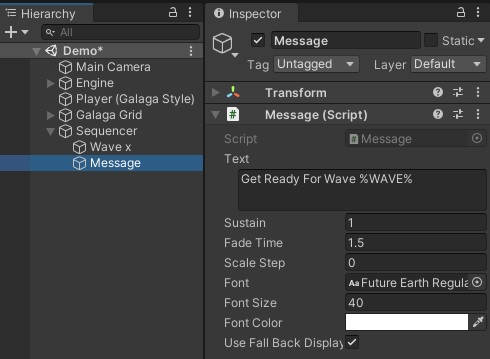 Hierarchy
All
Demo*
Main Camera
Engine
Player (Galaga Style)
Galaga Grid
Sequencer
Wave x
Message
Inspector
Message
Static
Tag Untagged Layer Default
Transform
# Message (Script)
Script # Message
Text
Get Ready For Wave %WAVE%
Sustain 1
Fade Time 1.5
Scale Step 0
Font Aa Future Earth Regula
Font Size 40
Font Color
Use Fall Back Display